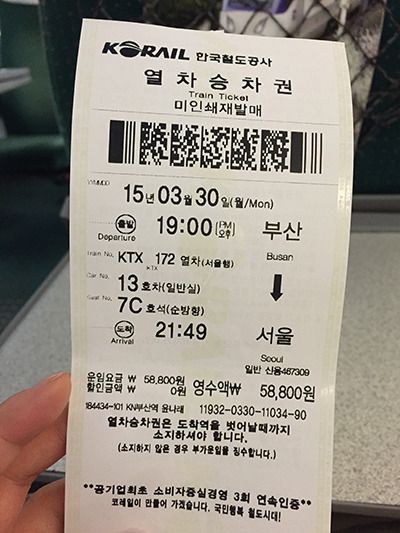 KORAIL 한국철도공사
열차승차권
Train Ticket
미인쇄재발매
15년 03월 30일(월/Mon)
출발 19:00 (PM 오후) 부산
Departure Busan
Train No. KTX 172 열차(서울행)
KTX
Car No. 13 호차(일반실)
Seat No. 7C 호석(순방향)
도착 21:49 서울
Arrival Seoul
일반 신용467309
운임요금 ₩ 58,800원 영수액₩ 58,800원
할인금액 ₩ 0원
184434-101 KN부산역 윤나래 11932-0330-11034-90
열차승차권은 도착역을 벗어날때까지
소지하셔야 합니다.
(소지하지 않은 경우 부가운임을 징수합니다.)
**공기업최초 소비자중심경영 3회 연속인증**
코레일이 만들어 가겠습니다. 국민행복 철도시대!